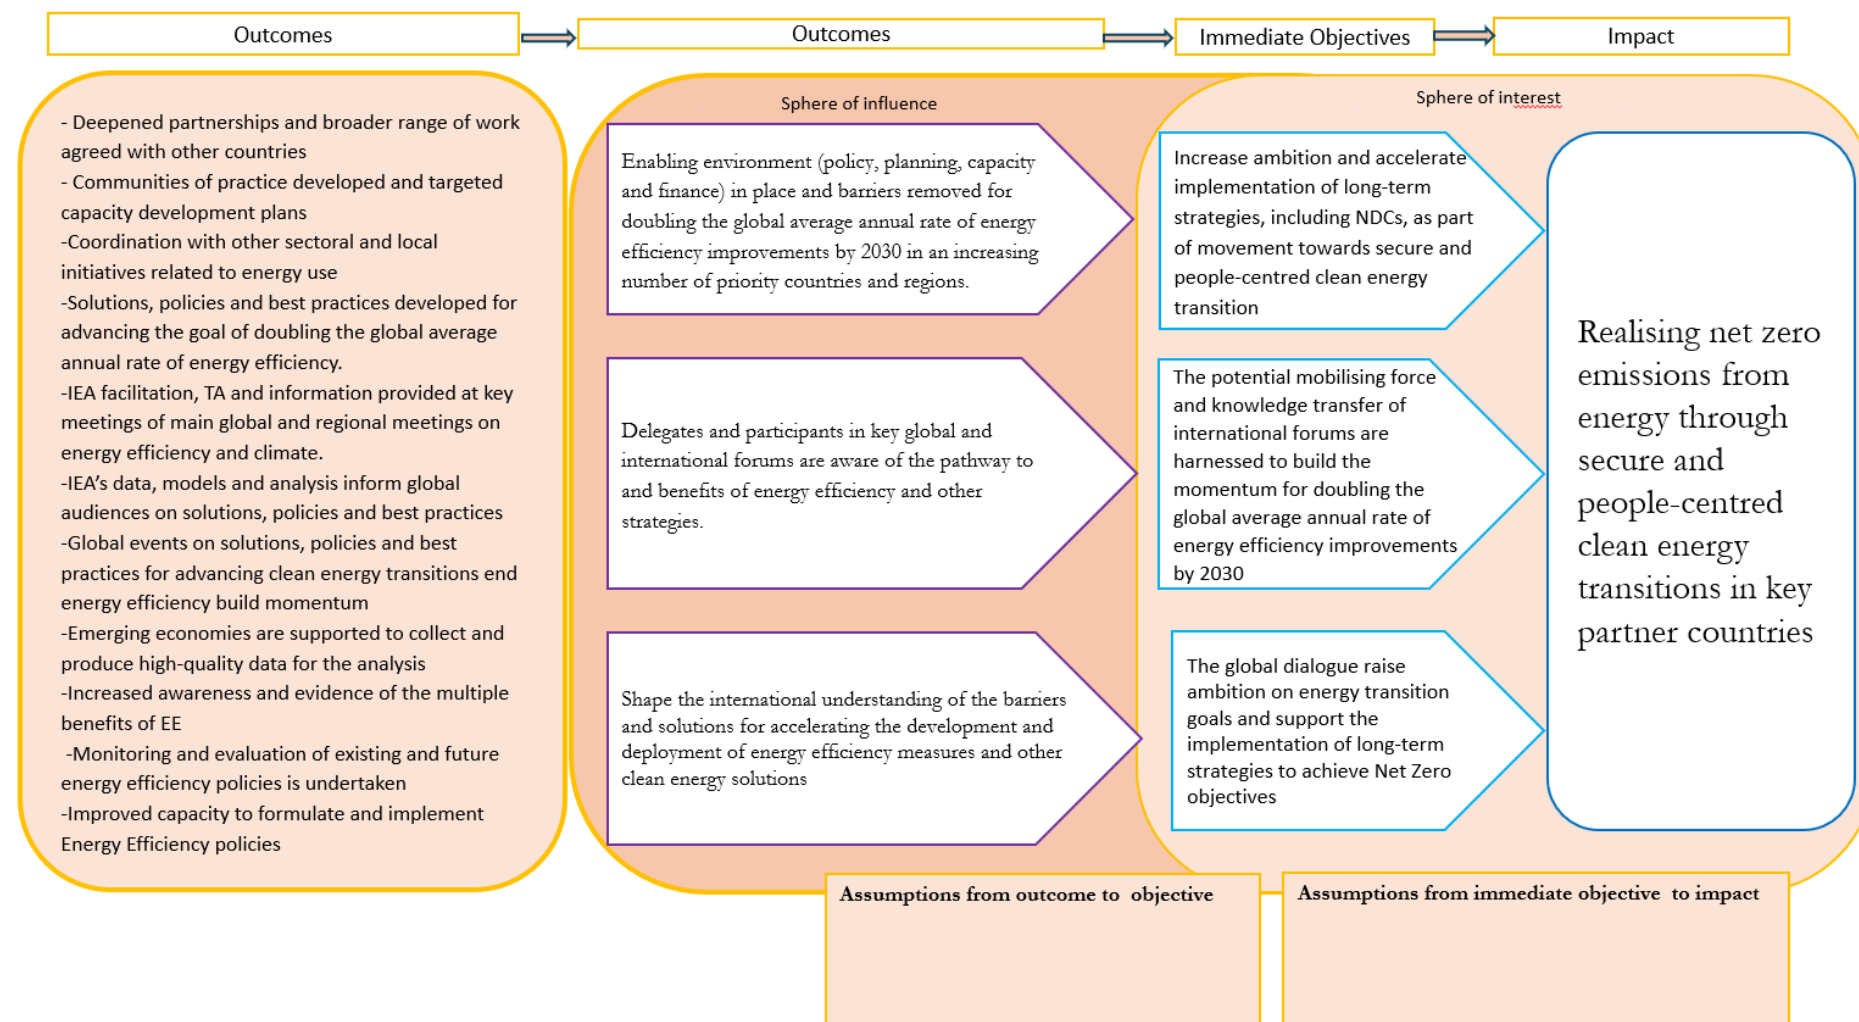 Outcomes
Outcomes
Immediate Objectives
Impact
- Deepened partnerships and broader range of work
agreed with other countries
- Communities of practice developed and targeted
capacity development plans
-Coordination with other sectoral and local
initiatives related to energy use
-Solutions, policies and best practices developed for
advancing the goal of doubling the global average
annual rate of energy efficiency.
-IEA facilitation, TA and information provided at key
meetings of main global and regional meetings on
energy efficiency and climate.
-IEA’s data, models and analysis inform global
audiences on solutions, policies and best practices
-Global events on solutions, policies and best
practices for advancing clean energy transitions end
energy efficiency build momentum
-Emerging economies are supported to collect and
produce high-quality data for the analysis
-Increased awareness and evidence of the multiple
benefits of EE
-Monitoring and evaluation of existing and future
energy efficiency policies is undertaken
-Improved capacity to formulate and implement
Energy Efficiency policies
Sphere of influence
Enabling environment (policy, planning, capacity
and finance) in place and barriers removed for
doubling the global average annual rate of energy
efficiency improvements by 2030 in an increasing
number of priority countries and regions.
Delegates and participants in key global and
international forums are aware of the pathway to
and benefits of energy efficiency and other
strategies.
Shape the international understanding of the barriers
and solutions for accelerating the development and
deployment of energy efficiency measures and other
clean energy solutions
Sphere of interest
Increase ambition and accelerate
implementation of long-term
strategies, including NDCs, as part
of movement towards secure and
people-centred clean energy
transition
The potential mobilising force
and knowledge transfer of
international forums are
harnessed to build the
momentum for doubling the
global average annual rate of
energy efficiency improvements
by 2030
The global dialogue raise
ambition on energy transition
goals and support the
implementation of long-term
strategies to achieve Net Zero
objectives
Realising net zero
emissions from
energy through
secure and
people-centred
clean energy
transitions in key
partner countries
Assumptions from outcome to objective
Assumptions from immediate objective to impact